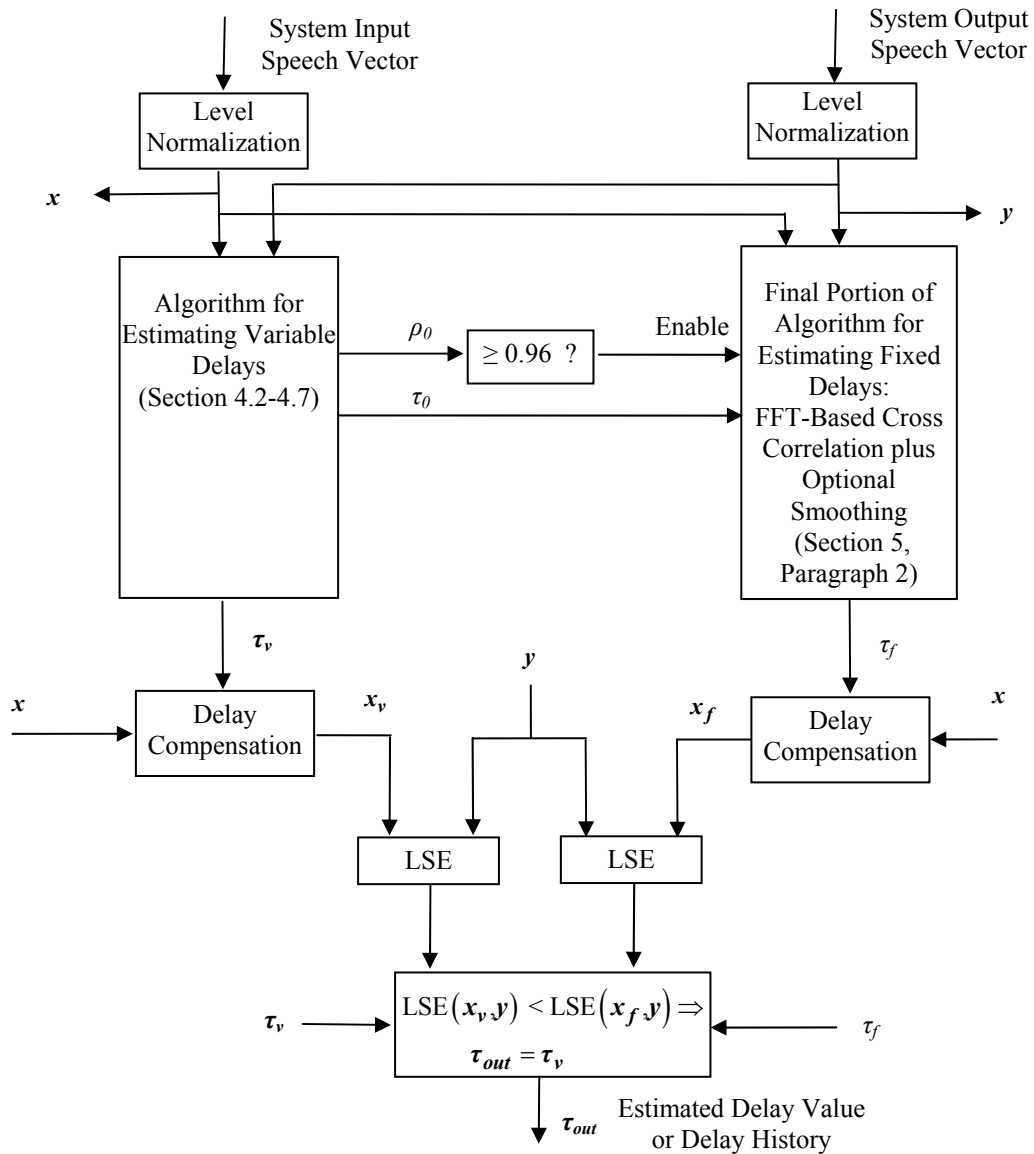 System Input
Speech Vector
System Output
Speech Vector
Level
Normalization
Level
Normalization
x
y
Algorithm for
Estimating Variable
Delays
(Section 4.2-4.7)
ρ0
≥ 0.96 ?
Enable
τ0
Final Portion of
Algorithm for
Estimating Fixed
Delays:
FFT-Based Cross
Correlation plus
Optional
Smoothing
(Section 5,
Paragraph 2)
τv
τf
y
x
Delay
Compensation
xv
xf
Delay
Compensation
x
LSE
LSE
LSE(xv,y) < LSE(xf,y) ⇒
τout = τv
τv
τf
τout
Estimated Delay Value
or Delay History